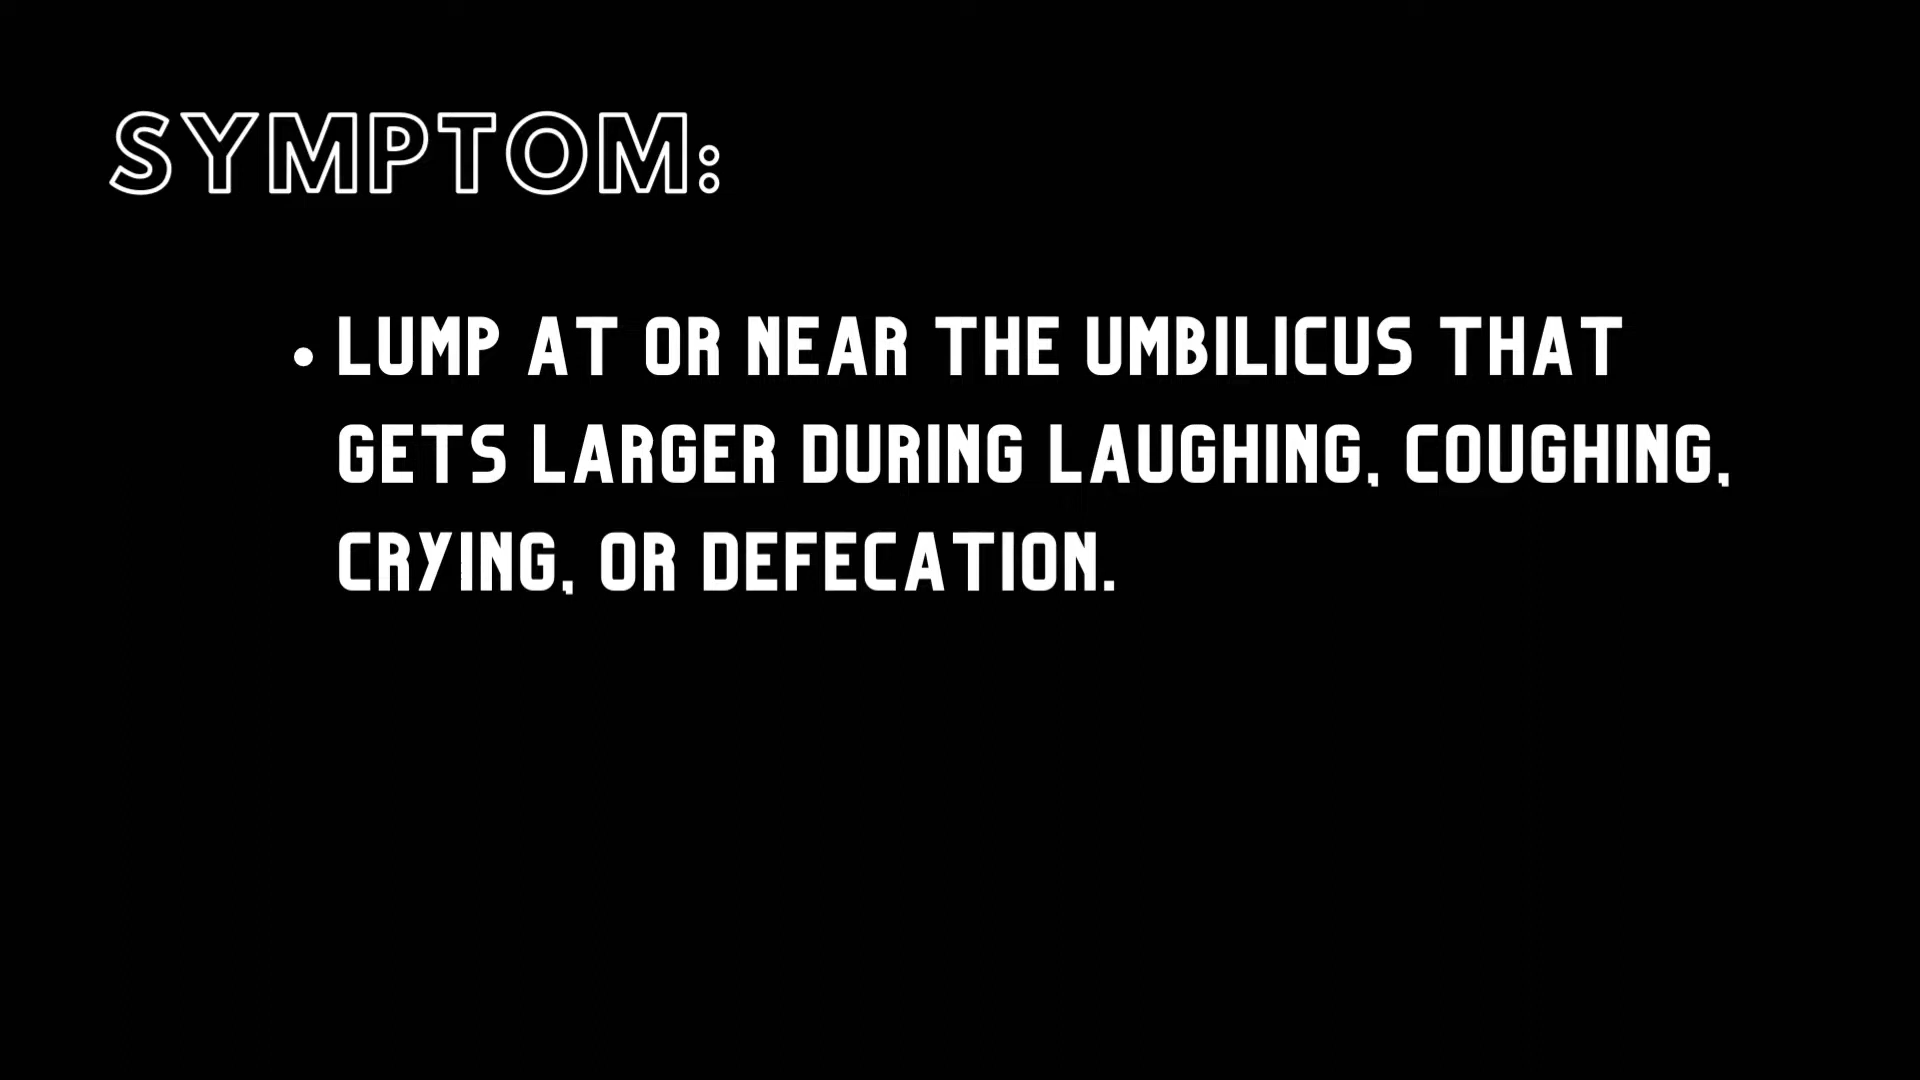 SYMPTOM:
• LUMP AT OR NEAR THE UMBILICUS THAT
GETS LARGER DURING LAUGHING, COUGHING,
CRYING, OR DEFECATION.